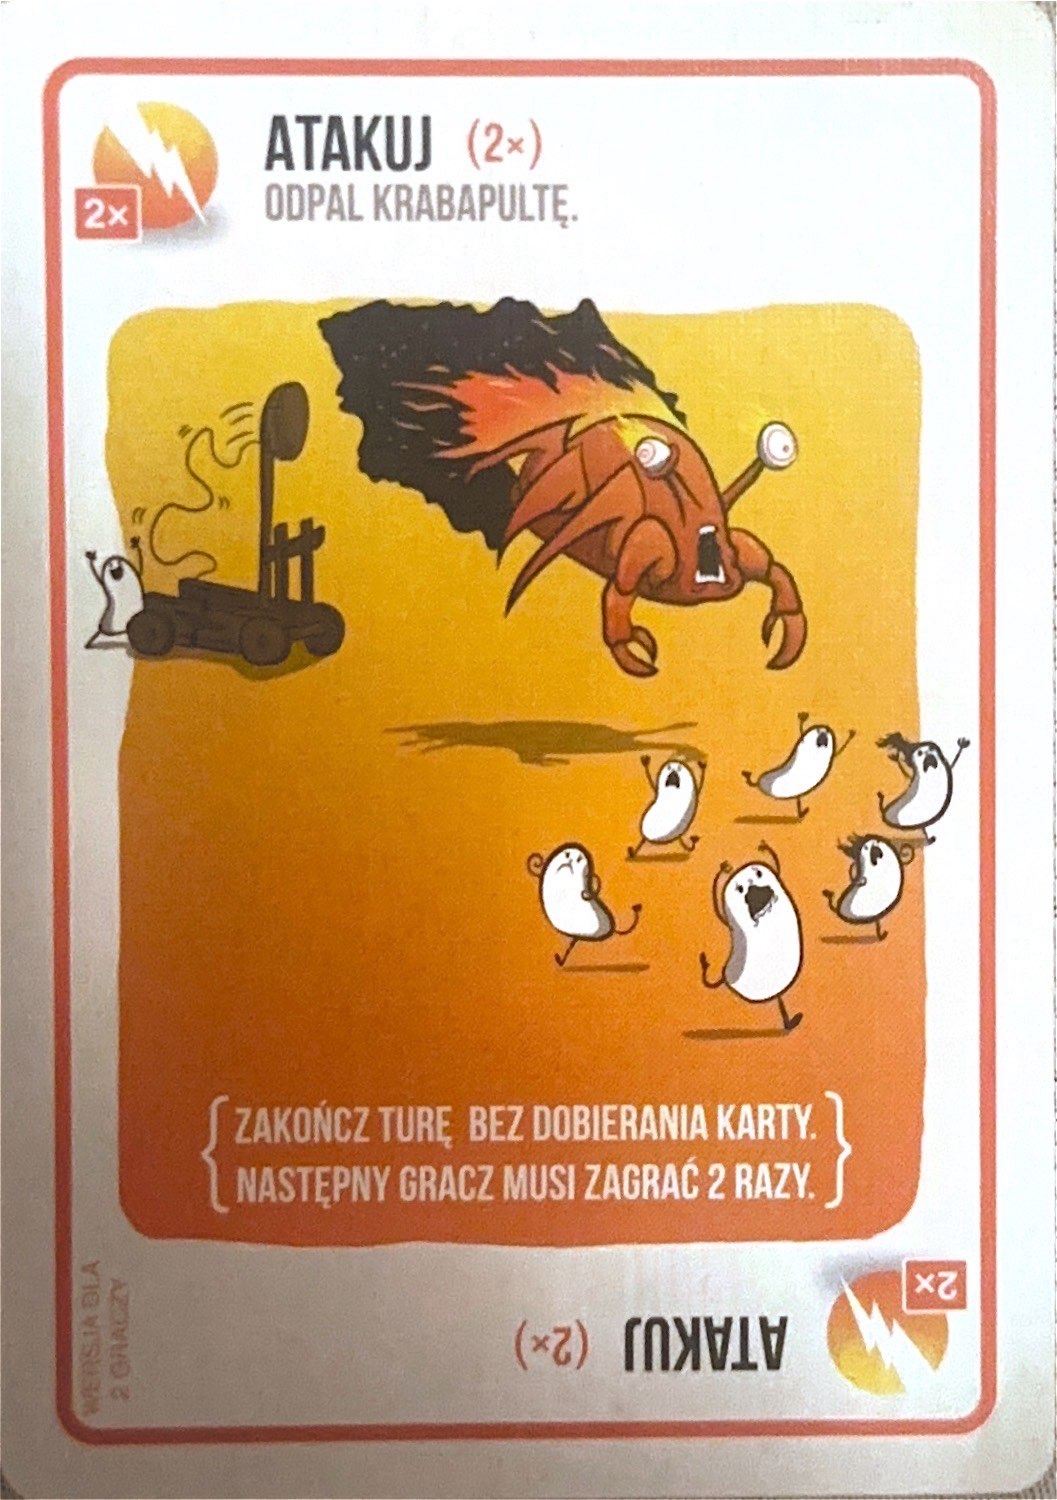 ATAKUJ (2×)
2×
ODPAL KRABAPULTĘ.
{ZAKOŃCZ TURĘ BEZ DOBIERANIA KARTY.
NASTĘPNY GRACZ MUSI ZAGRAĆ 2 RAZY.}
WERSJA DLA
2 GRACZY
2×
ATAKUJ (2×)